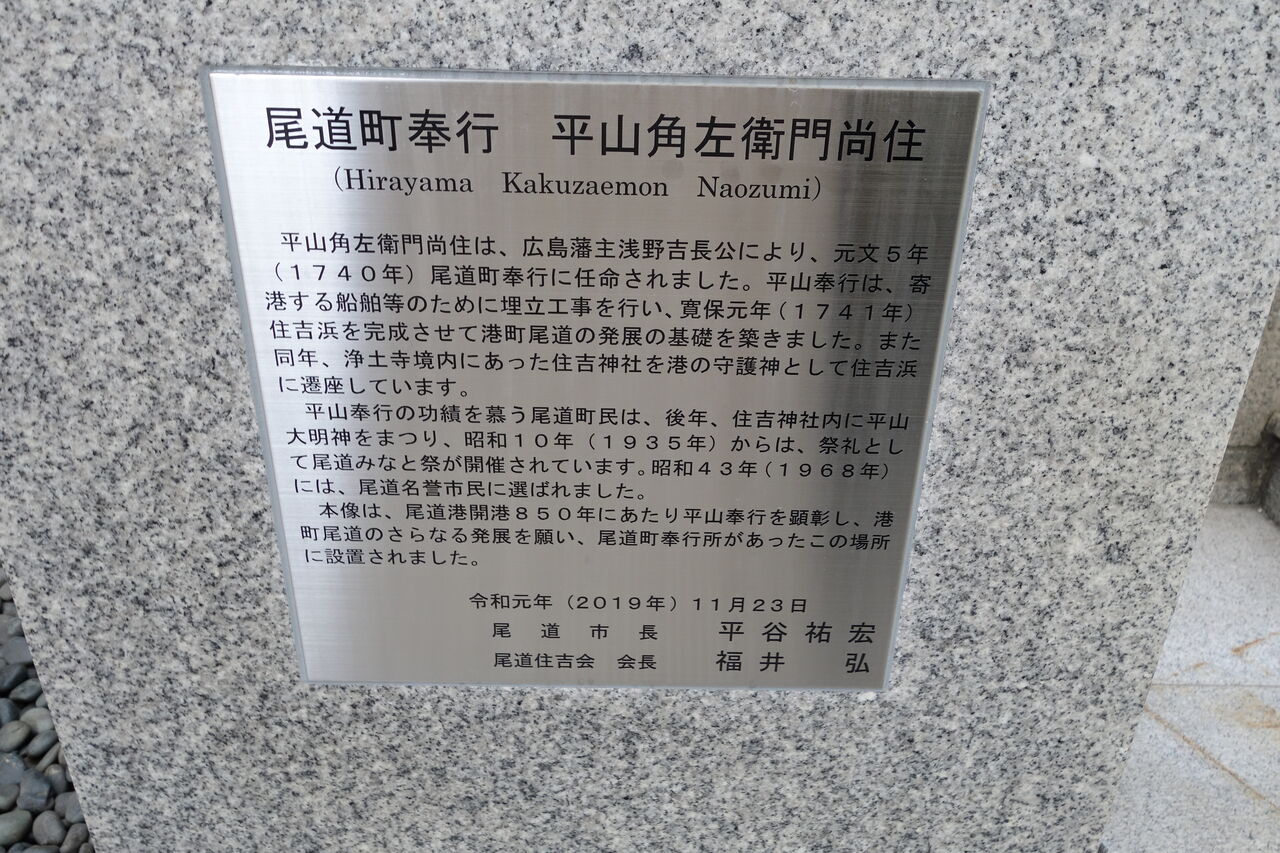 尾道町奉行　平山角左衛門尚住
(Hirayama　Kakuzaemon　Naozumi)
平山角左衛門尚住は、広島藩主浅野吉長公により、元文５年
（１７４０年）尾道町奉行に任命されました。平山奉行は、寄
港する船舶等のために埋立工事を行い、寛保元年（１７４１年）
住吉浜を完成させて港町尾道の発展の基礎を築きました。また
同年、浄土寺境内にあった住吉神社を港の守護神として住吉浜
に遷座しています。
平山奉行の功績を慕う尾道町民は、後年、住吉神社内に平山
大明神をまつり、昭和１０年（１９３５年）からは、祭礼とし
て尾道みなと祭が開催されています。昭和４３年（１９６８年）
には、尾道名誉市民に選ばれました。
本像は、尾道港開港８５０年にあたり平山奉行を顕彰し、港
町尾道のさらなる発展を願い、尾道町奉行所があったこの場所
に設置されました。
令和元年（２０１９年）１１月２３日
尾　道　市　長　　平　谷　祐　宏
尾道住吉会　会長　　福　井　　弘